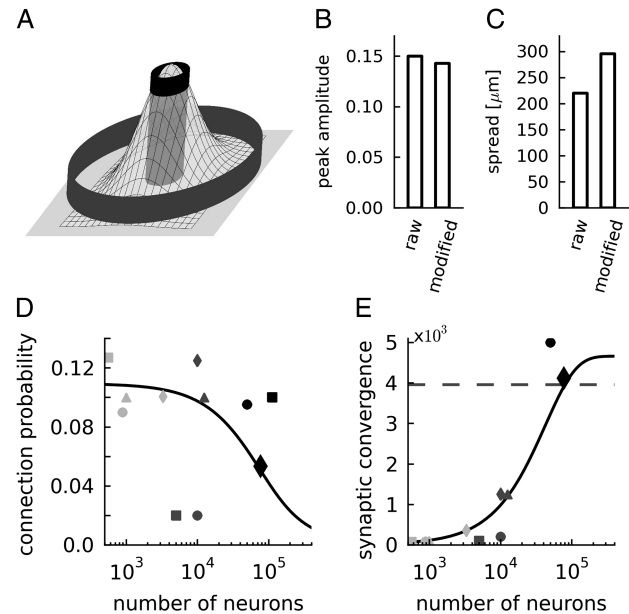 A
B
C
peak amplitude
0.15
0.10
0.05
0.00
raw
modified
spread [μm]
300
250
200
150
100
50
0
raw
modified
D
connection probability
0.12
0.08
0.04
0.0
10³ 10⁴ 10⁵
number of neurons
E
synaptic convergence
x10³
5
4
3
2
1
0
10³ 10⁴ 10⁵
number of neurons